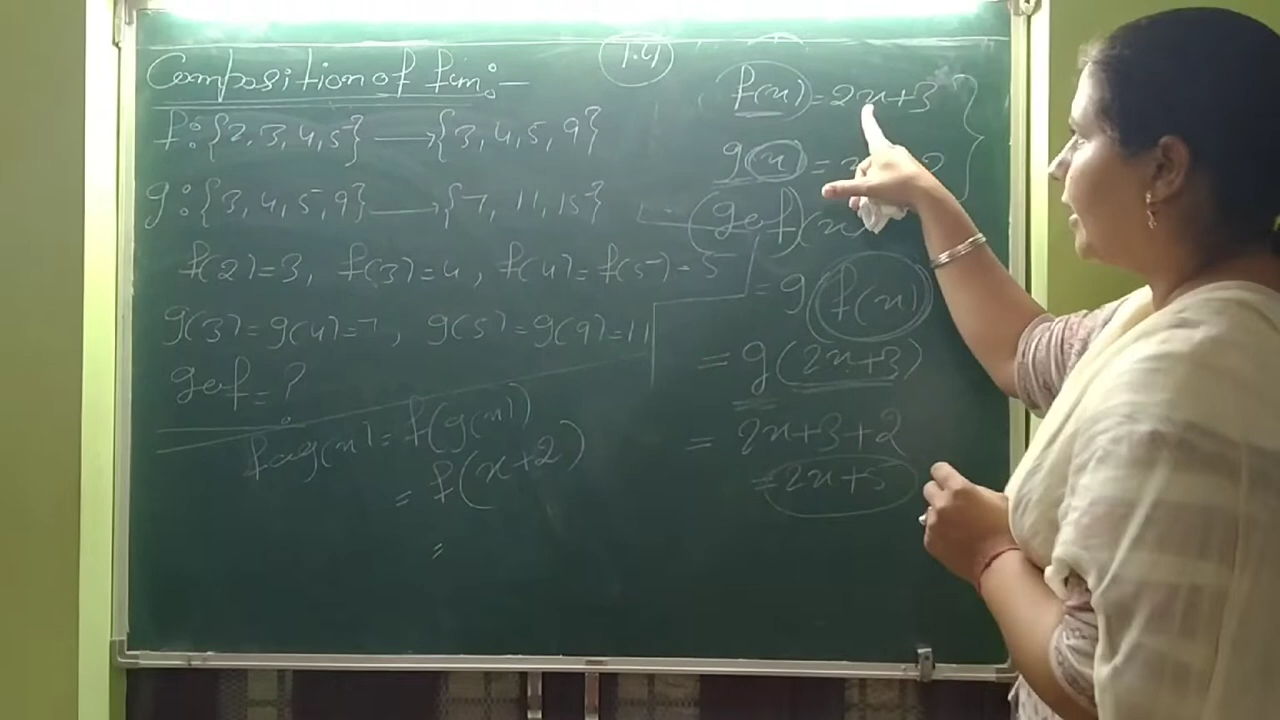 Composition of fun:-
1.4
f:{2,3,4,5} → {3,4,5,9}
g:{3,4,5,9} → {7,11,15}
f(2)=3, f(3)=4, f(4)=f(5)=5
g(3)=g(4)=7, g(5)=g(9)=11
gof=?
fog(x)=f(g(x))
=f(x+2)
=
f(x)=2x+3
g(x)=
(gof)(x
=g(f(x)
=g(2x+3)
=2x+3+2
=2x+5